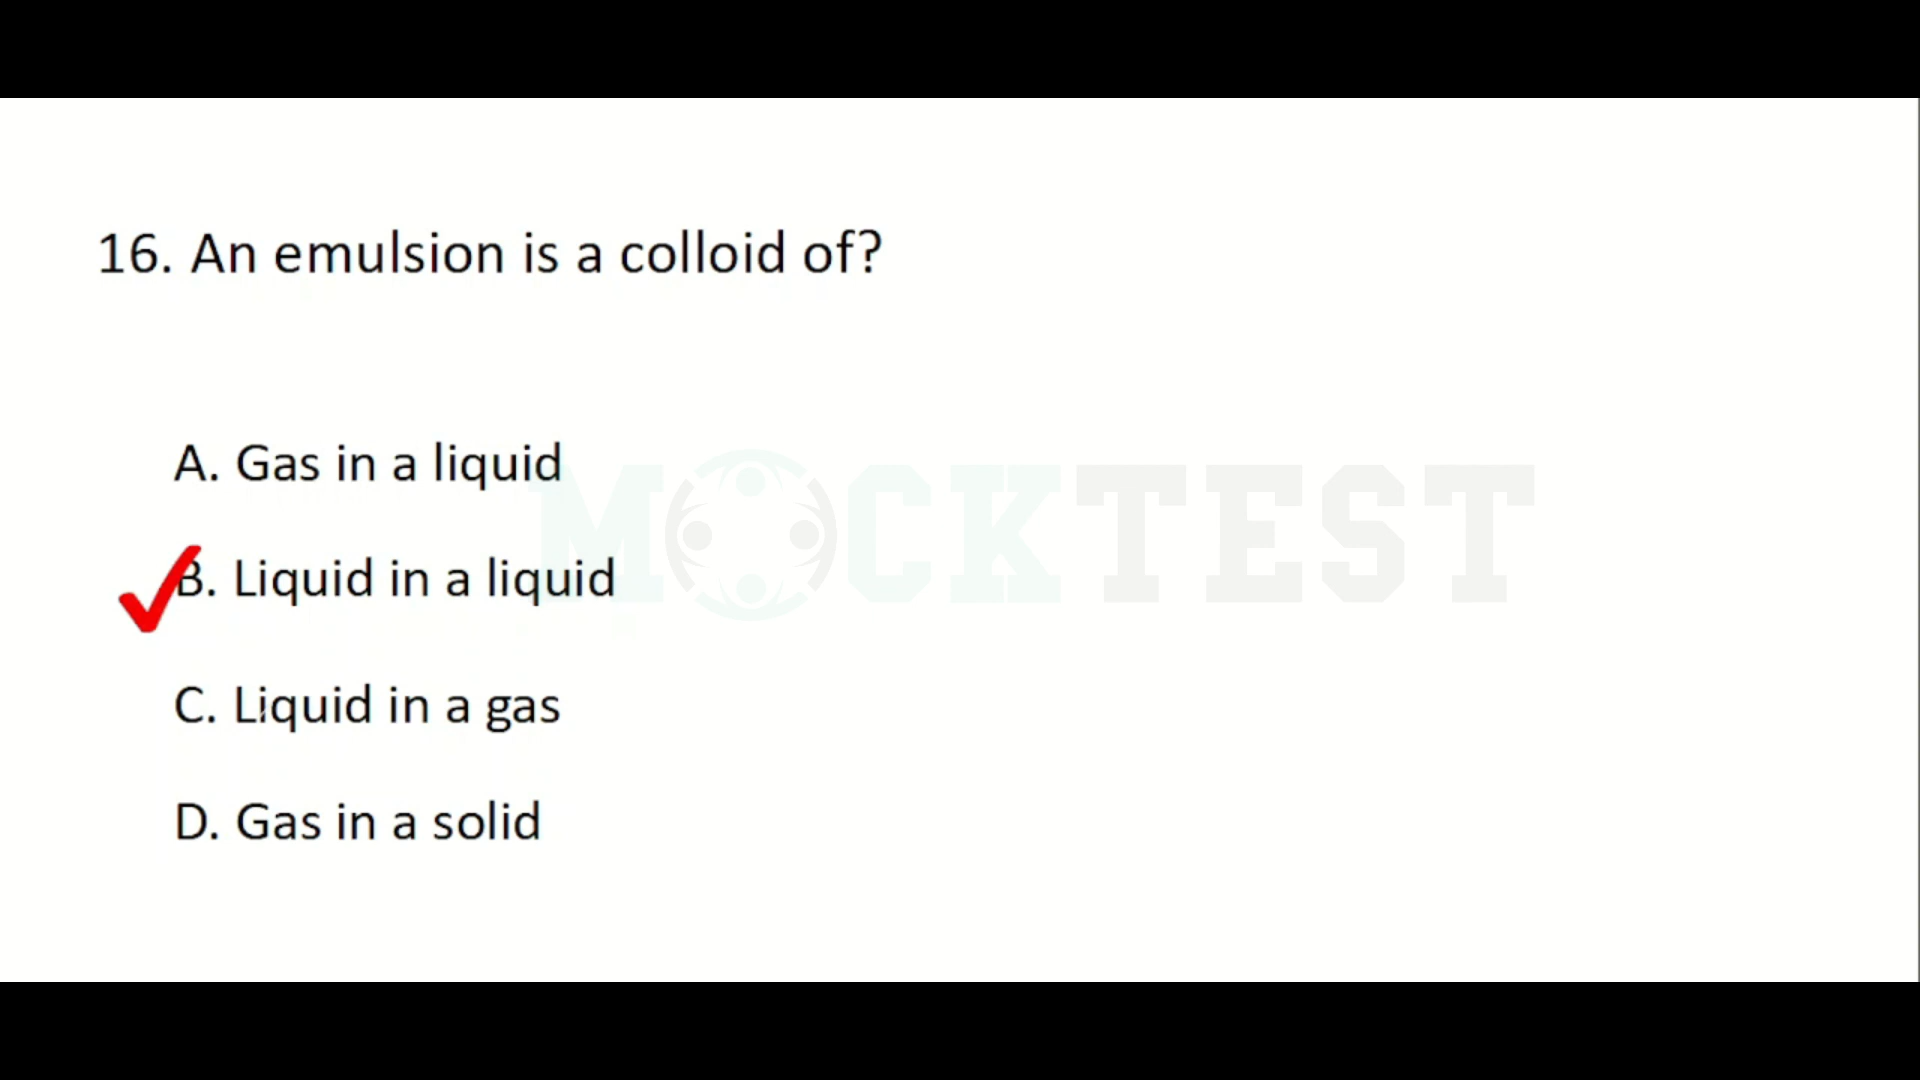 16. An emulsion is a colloid of?
A. Gas in a liquid
B. Liquid in a liquid
C. Liquid in a gas
D. Gas in a solid
MOCKTEST